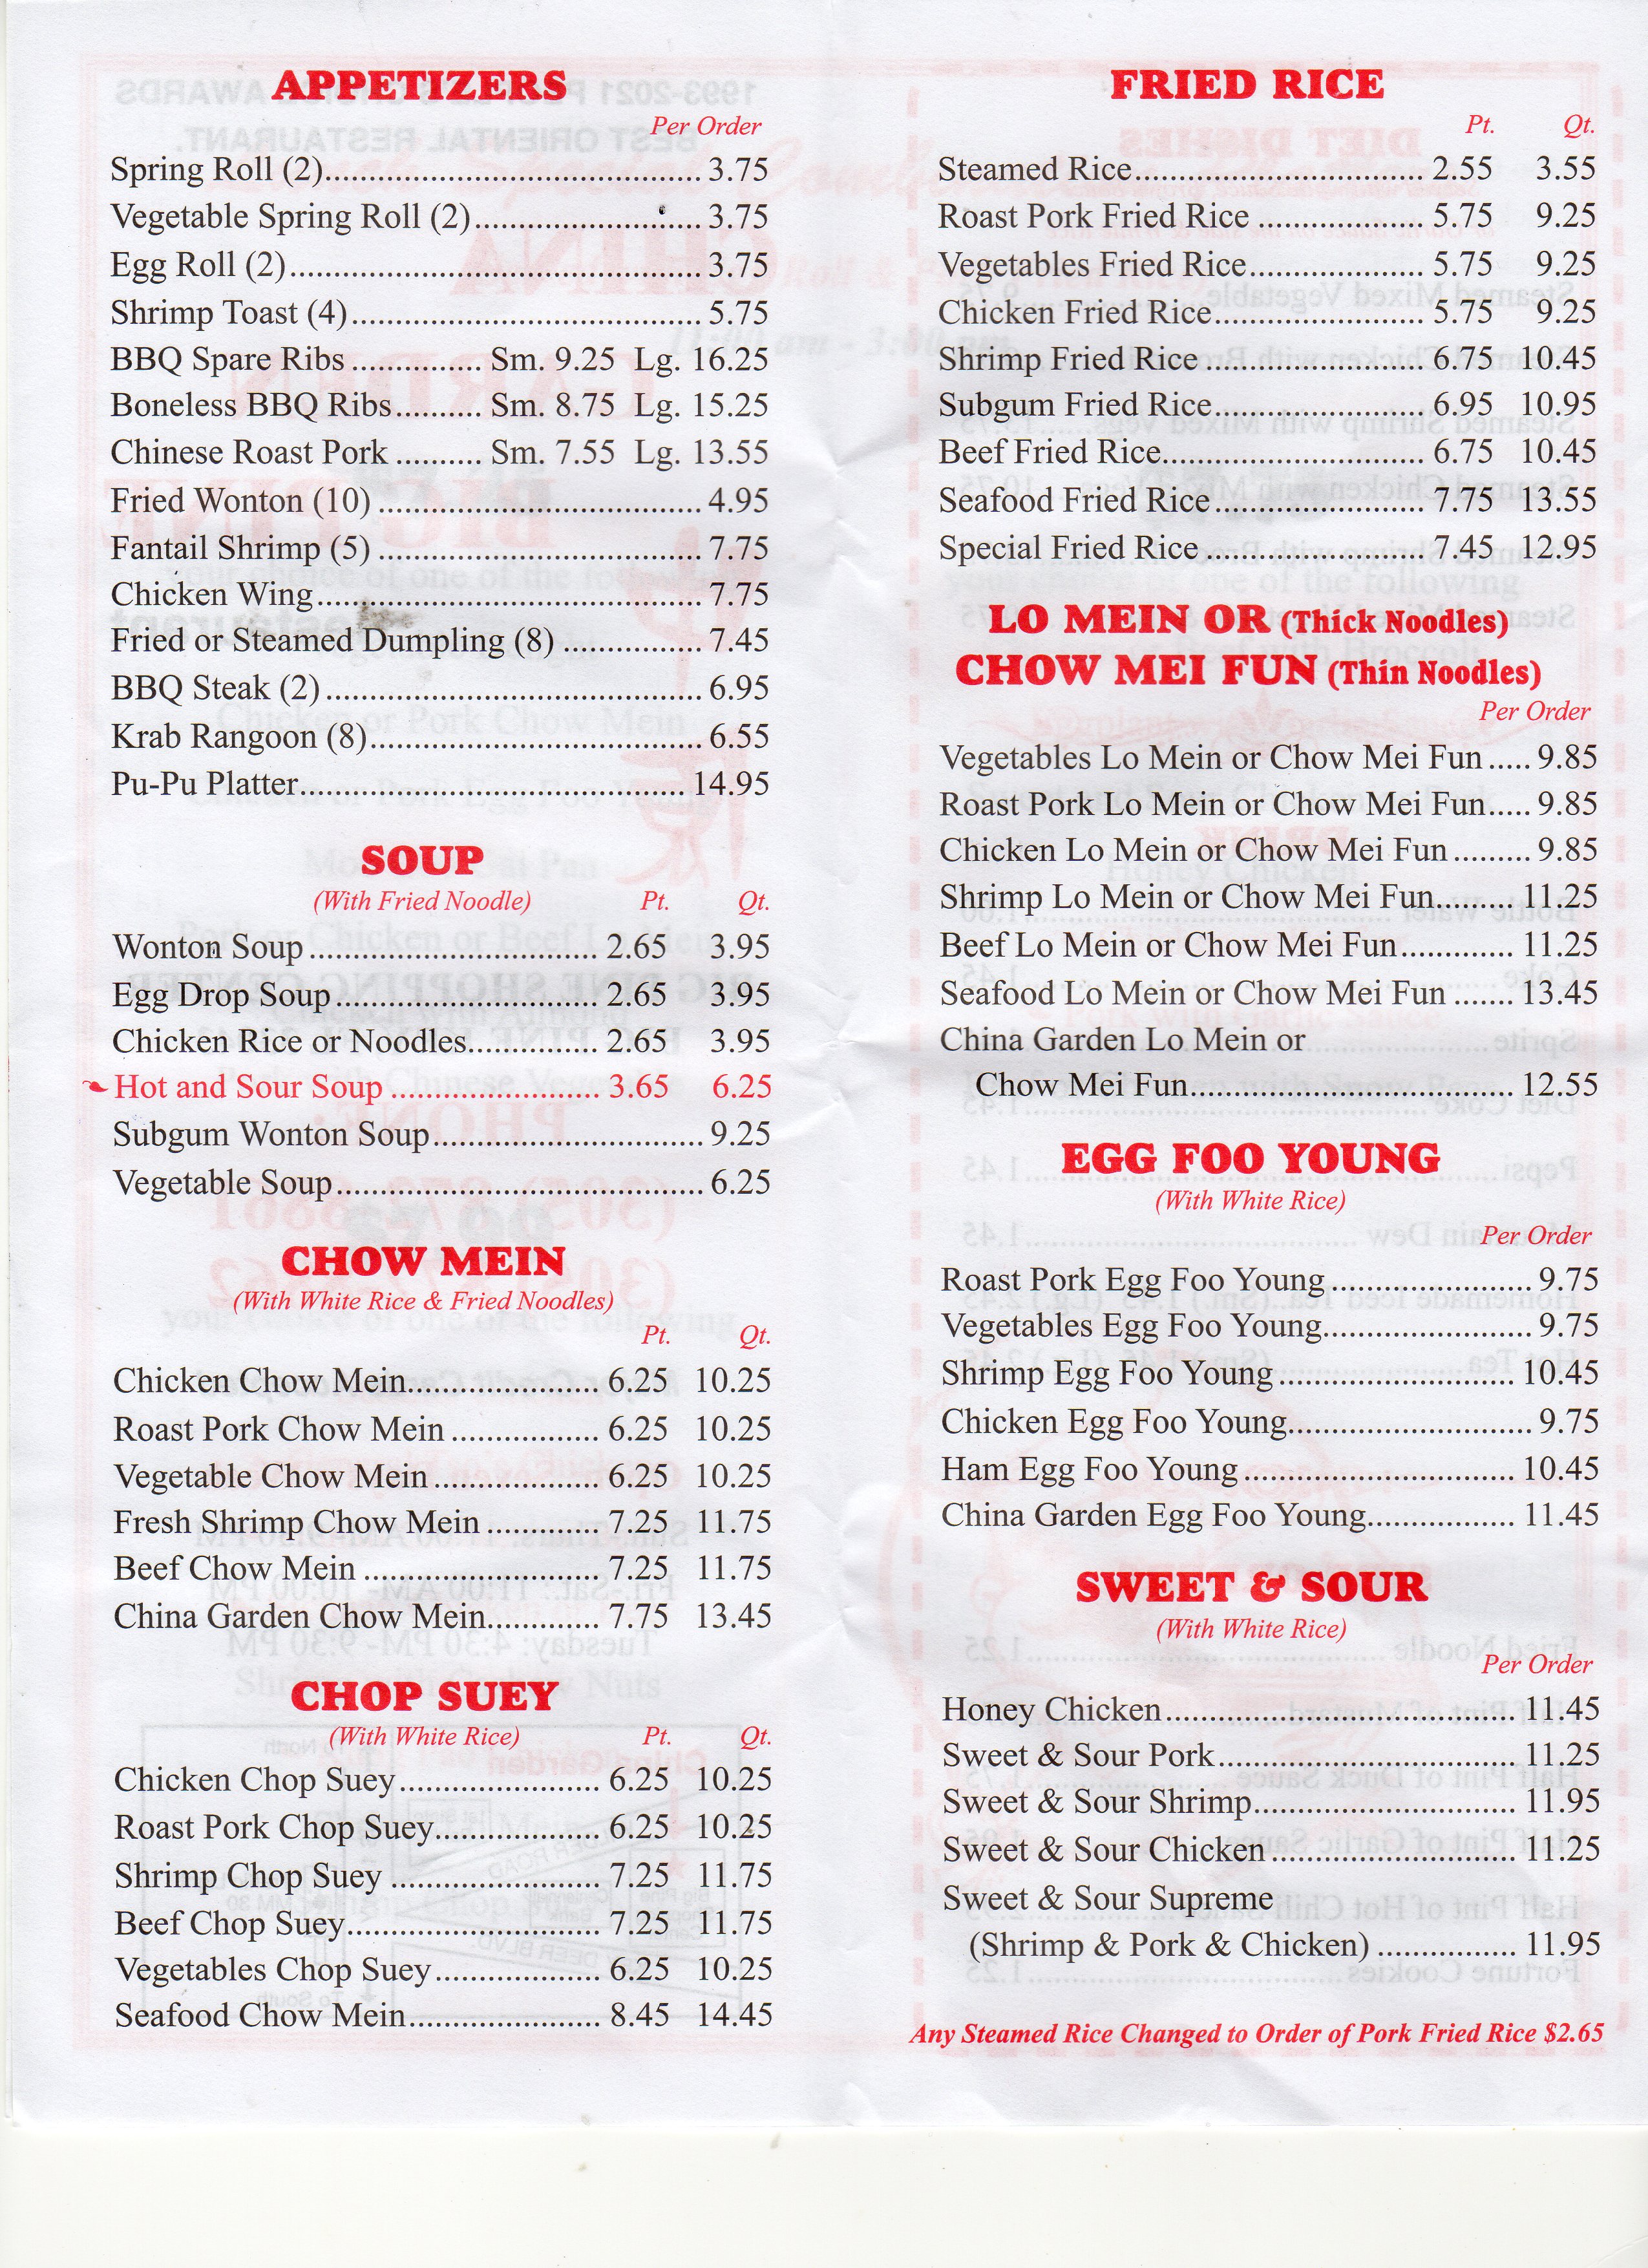 APPETIZERS
Per Order
Spring Roll (2)............................................ 3.75
Vegetable Spring Roll (2)........................... 3.75
Egg Roll (2)................................................ 3.75
Shrimp Toast (4)......................................... 5.75
BBQ Spare Ribs ............... Sm. 9.25 Lg. 16.25
Boneless BBQ Ribs.......... Sm. 8.75 Lg. 15.25
Chinese Roast Pork .......... Sm. 7.55 Lg. 13.55
Fried Wonton (10) ...................................... 4.95
Fantail Shrimp (5) ...................................... 7.75
Chicken Wing............................................. 7.75
Fried or Steamed Dumpling (8) ................ 7.45
BBQ Steak (2) ............................................ 6.95
Krab Rangoon (8)....................................... 6.55
Pu-Pu Platter............................................. 14.95
SOUP
(With Fried Noodle) Pt. Qt.
Wonton Soup .................................. 2.65 3.95
Egg Drop Soup............................... 2.65 3.95
Chicken Rice or Noodles............... 2.65 3.95
Hot and Sour Soup ........................ 3.65 6.25
Subgum Wonton Soup................................ 9.25
Vegetable Soup........................................... 6.25
CHOW MEIN
(With White Rice & Fried Noodles)
Pt. Qt.
Chicken Chow Mein...................... 6.25 10.25
Roast Pork Chow Mein ................. 6.25 10.25
Vegetable Chow Mein ................... 6.25 10.25
Fresh Shrimp Chow Mein ............. 7.25 11.75
Beef Chow Mein ........................... 7.25 11.75
China Garden Chow Mein............. 7.75 13.45
CHOP SUEY
(With White Rice) Pt. Qt.
Chicken Chop Suey....................... 6.25 10.25
Roast Pork Chop Suey................... 6.25 10.25
Shrimp Chop Suey ........................ 7.25 11.75
Beef Chop Suey............................. 7.25 11.75
Vegetables Chop Suey................... 6.25 10.25
Seafood Chow Mein...................... 8.45 14.45
FRIED RICE
Pt. Qt.
Steamed Rice.................................. 2.55 3.55
Roast Pork Fried Rice ................... 5.75 9.25
Vegetables Fried Rice.................... 5.75 9.25
Chicken Fried Rice........................ 5.75 9.25
Shrimp Fried Rice ......................... 6.75 10.45
Subgum Fried Rice........................ 6.95 10.95
Beef Fried Rice.............................. 6.75 10.45
Seafood Fried Rice ........................ 7.75 13.55
Special Fried Rice .......................... 7.45 12.95
LO MEIN OR (Thick Noodles)
CHOW MEI FUN (Thin Noodles)
Per Order
Vegetables Lo Mein or Chow Mei Fun ..... 9.85
Roast Pork Lo Mein or Chow Mei Fun..... 9.85
Chicken Lo Mein or Chow Mei Fun ......... 9.85
Shrimp Lo Mein or Chow Mei Fun......... 11.25
Beef Lo Mein or Chow Mei Fun............. 11.25
Seafood Lo Mein or Chow Mei Fun ....... 13.45
China Garden Lo Mein or
Chow Mei Fun..................................... 12.55
EGG FOO YOUNG
(With White Rice)
Per Order
Roast Pork Egg Foo Young ....................... 9.75
Vegetables Egg Foo Young........................ 9.75
Shrimp Egg Foo Young ........................... 10.45
Chicken Egg Foo Young............................ 9.75
Ham Egg Foo Young ............................... 10.45
China Garden Egg Foo Young................. 11.45
SWEET & SOUR
(With White Rice)
Per Order
Honey Chicken......................................... 11.45
Sweet & Sour Pork................................... 11.25
Sweet & Sour Shrimp............................... 11.95
Sweet & Sour Chicken ............................. 11.25
Sweet & Sour Supreme
(Shrimp & Pork & Chicken) ................ 11.95
Any Steamed Rice Changed to Order of Pork Fried Rice $2.65